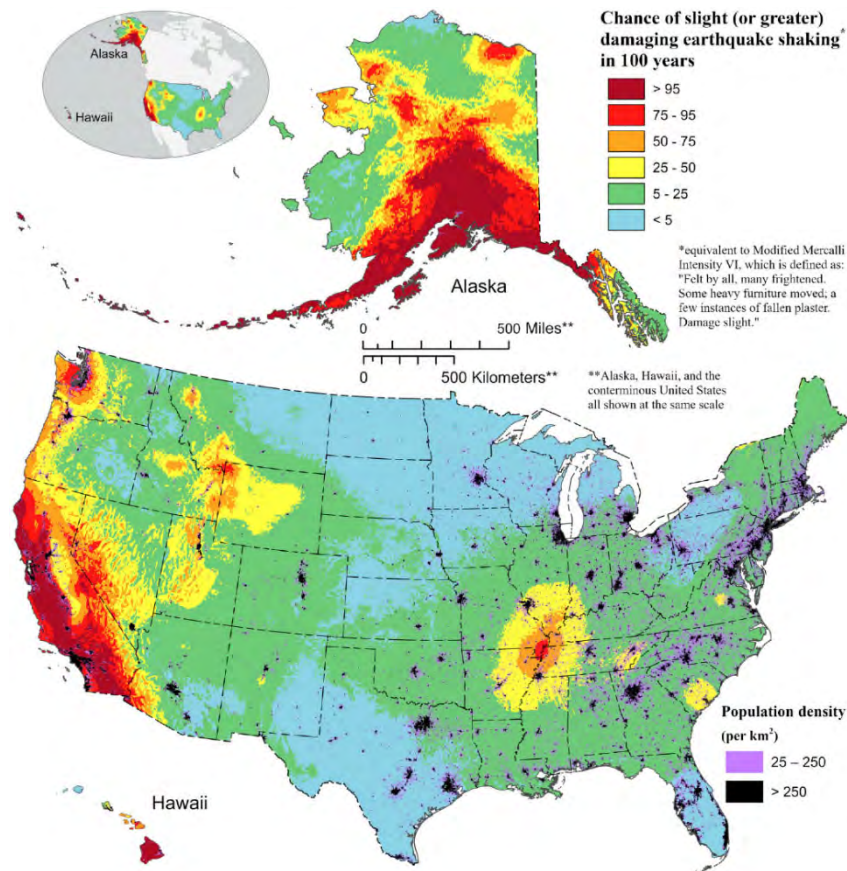 Chance of slight (or greater)
damaging earthquake shaking*
in 100 years
> 95
75 - 95
50 - 75
25 - 50
5 - 25
< 5
*equivalent to Modified Mercalli
Intensity VI, which is defined as:
"Felt by all, many frightened.
Some heavy furniture moved; a
few instances of fallen plaster.
Damage slight."
Alaska
Hawaii
Alaska
0 500 Miles**
0 500 Kilometers**
**Alaska, Hawaii, and the
conterminous United States
all shown at the same scale
Population density
(per km²)
25 – 250
> 250
Hawaii